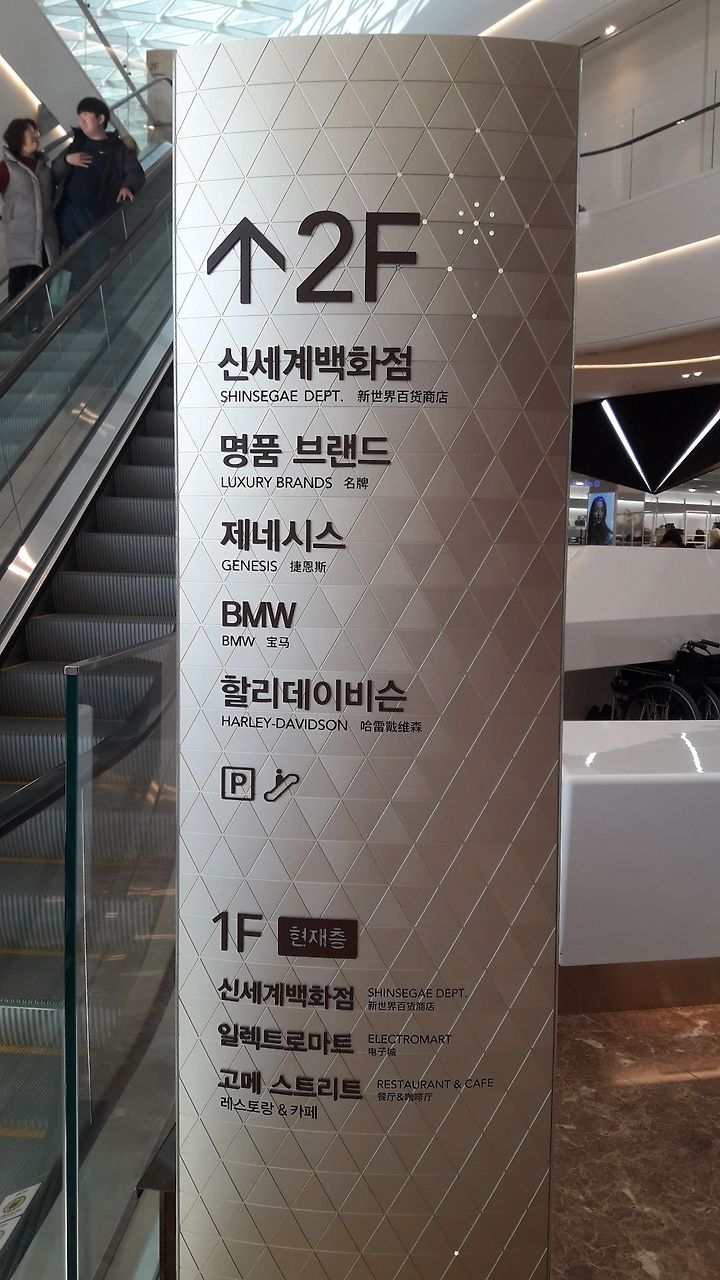 ↑2F
신세계백화점
SHINSEGAE DEPT. 新世界百货商店
명품 브랜드
LUXURY BRANDS 名牌
제네시스
GENESIS 捷恩斯
BMW
BMW 宝马
할리데이비슨
HARLEY-DAVIDSON 哈雷戴维森
P
1F 현재층
신세계백화점 SHINSEGAE DEPT.
新世界百货商店
일렉트로마트 ELECTROMART
电子城
고메 스트리트 RESTAURANT & CAFE
레스토랑 & 카페 餐厅&咖啡厅